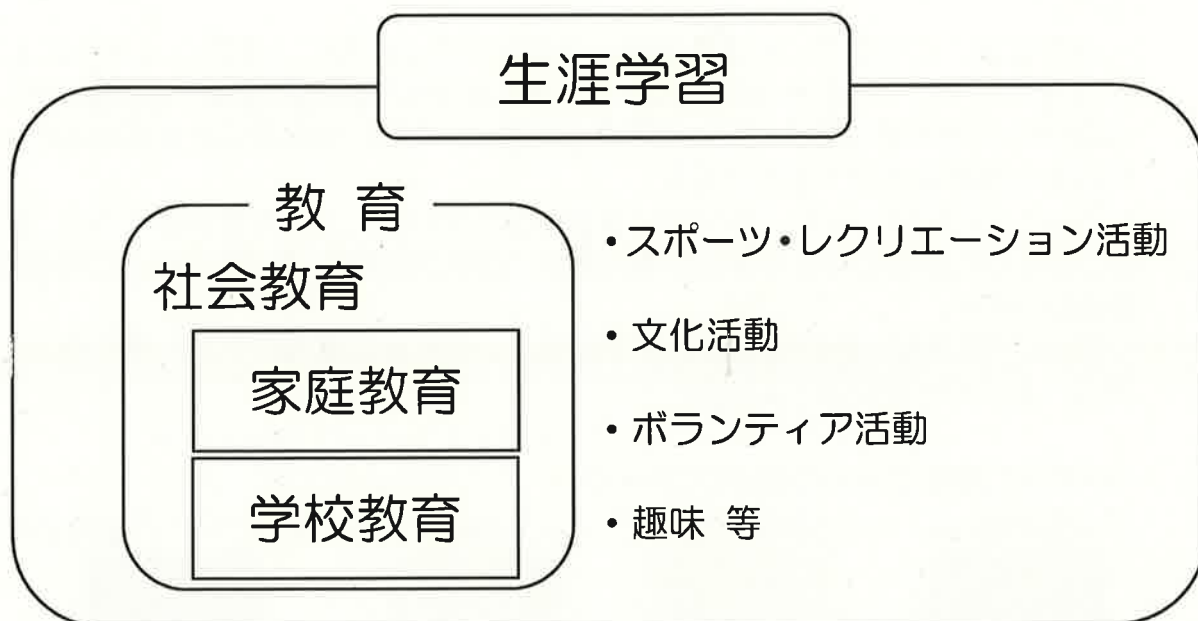 生涯学習
教 育
社会教育
家庭教育
学校教育
・スポーツ・レクリエーション活動
・文化活動
・ボランティア活動
・趣味 等